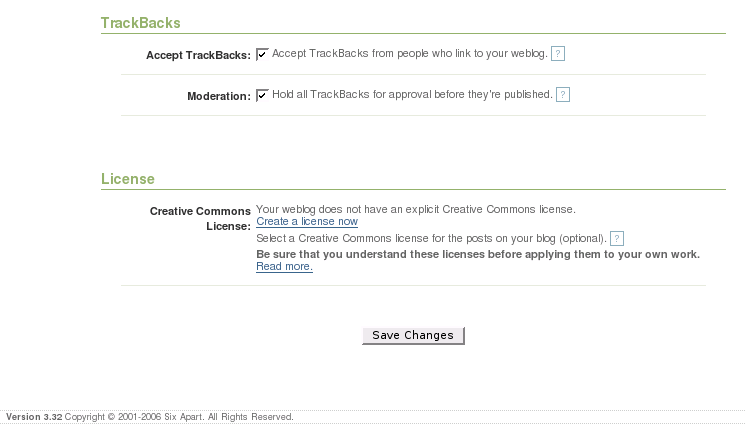 TrackBacks
Accept TrackBacks: Accept TrackBacks from people who link to your weblog. ?
Moderation: Hold all TrackBacks for approval before they're published. ?
License
Creative Commons License: Your weblog does not have an explicit Creative Commons license.
Create a license now
Select a Creative Commons license for the posts on your blog (optional). ?
Be sure that you understand these licenses before applying them to your own work.
Read more.
Save Changes
Version 3.32 Copyright © 2001-2006 Six Apart. All Rights Reserved.